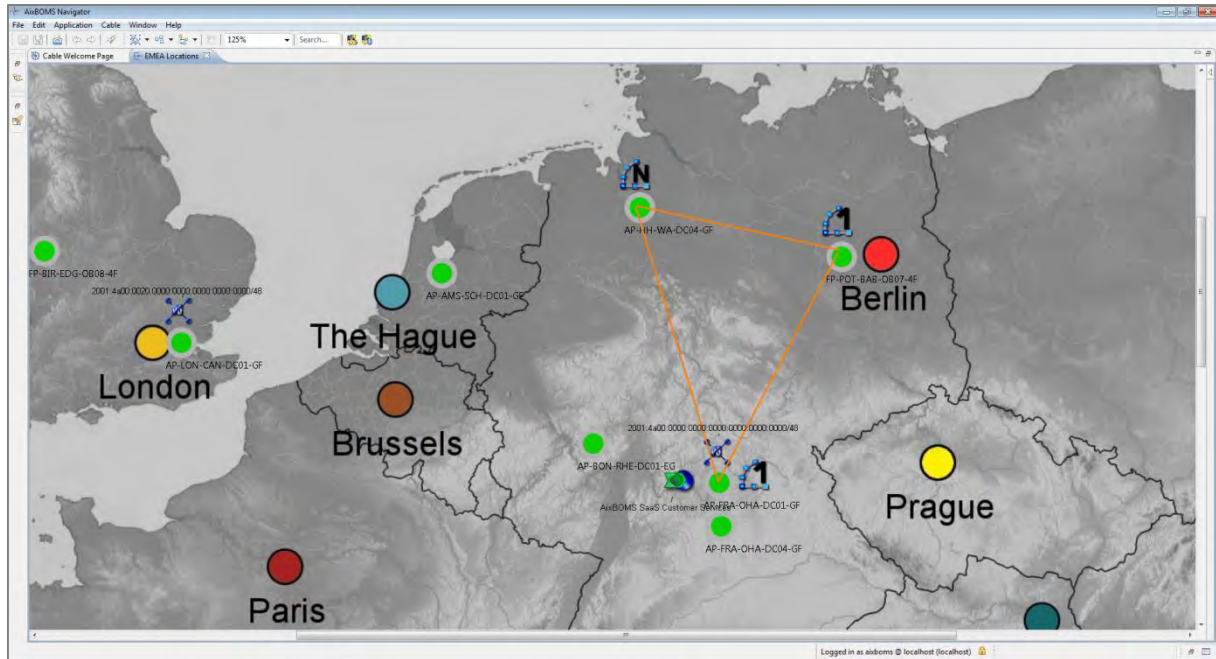 AixBOMS Navigator
File Edit Application Cable Window Help
125% Search...
Cable Welcome Page EMEA Locations
N
AP-HH-WA-DC04-GF
1
FP-BIR-EDG-OB08-4F
FP-POT-BAB-OB07-4F
AP-AMS-SCH-DC01-GF
Berlin
2001:4a00:0020:0000:0000:0000:0000:0000/48
The Hague
AP-LON-CAN-DC01-GF
London
Brussels
2001:4a00:0000:0000:0000:0000:0000:0000/48
AP-BON-RHE-DC01-EG
1
Prague
AixBOMS SaaS Customer Services
AP-FRA-OHA-DC01-GF
AP-FRA-OHA-DC04-GF
Paris
Logged in as aixboms @ localhost (localhost)